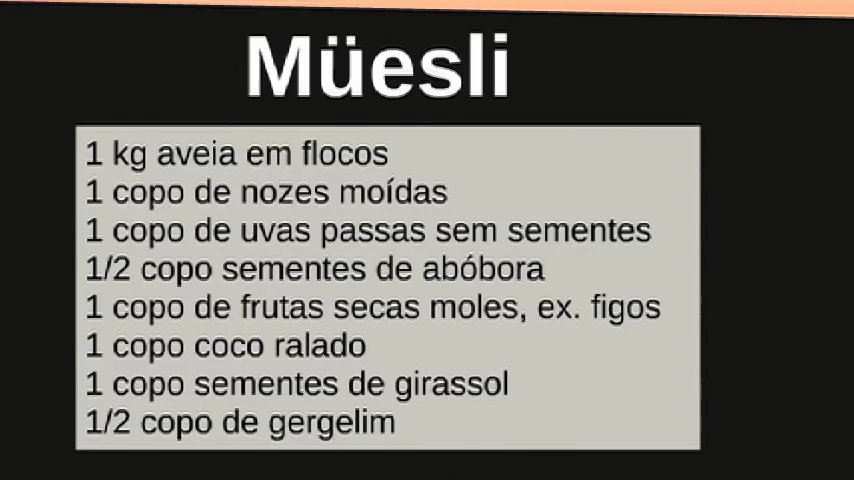 Müesli
1 kg aveia em flocos
1 copo de nozes moídas
1 copo de uvas passas sem sementes
1/2 copo sementes de abóbora
1 copo de frutas secas moles, ex. figos
1 copo coco ralado
1 copo sementes de girassol
1/2 copo de gergelim